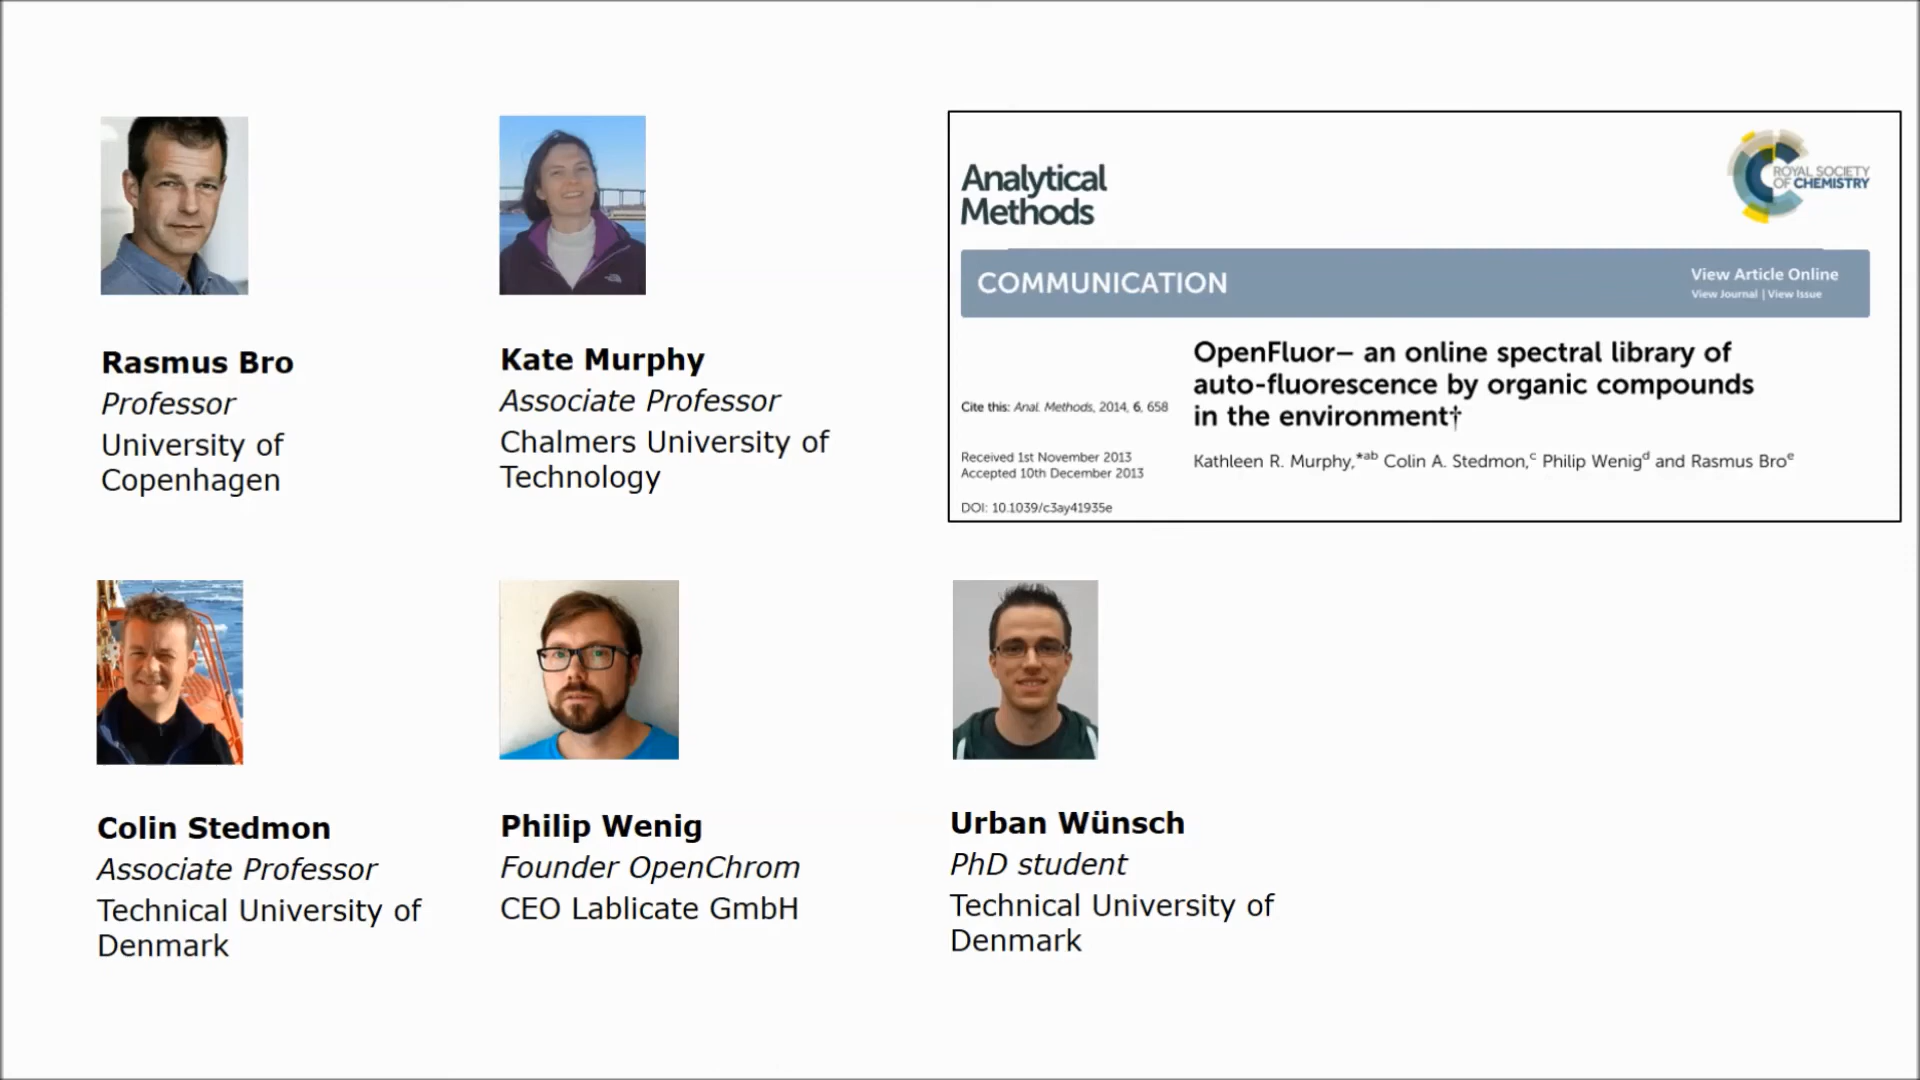 Rasmus Bro
Professor
University of
Copenhagen
Kate Murphy
Associate Professor
Chalmers University of
Technology
Analytical
Methods
ROYAL SOCIETY
OF CHEMISTRY
COMMUNICATION
View Article Online
View Journal | View Issue
OpenFluor– an online spectral library of
auto-fluorescence by organic compounds
in the environment†
Cite this: Anal. Methods, 2014, 6, 658
Kathleen R. Murphy,*ab Colin A. Stedmon,c Philip Wenigd and Rasmus Broe
Received 1st November 2013
Accepted 10th December 2013
DOI: 10.1039/c3ay41935e
Colin Stedmon
Associate Professor
Technical University of
Denmark
Philip Wenig
Founder OpenChrom
CEO Lablicate GmbH
Urban Wünsch
PhD student
Technical University of
Denmark